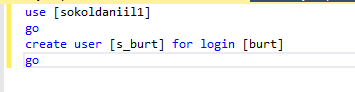 use [sokoldaniil1]
go
create user [s_burt] for login [burt]
go